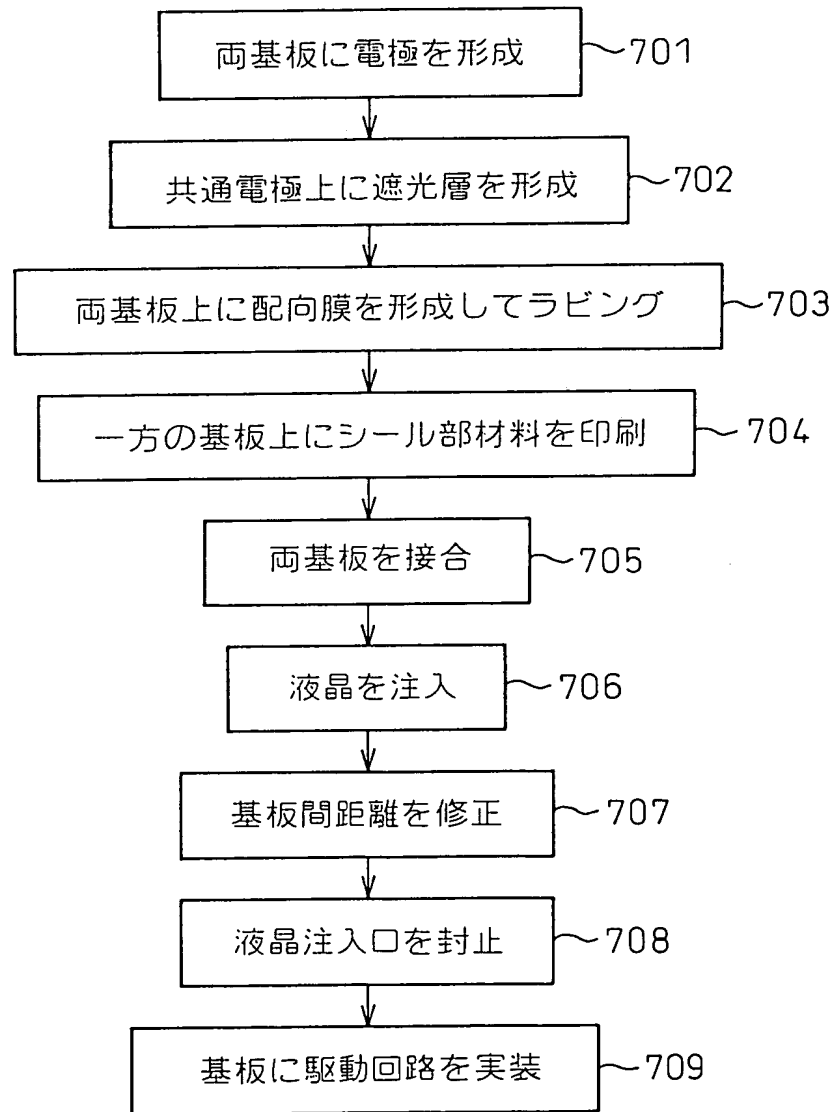 両基板に電極を形成 701
共通電極上に遮光層を形成 702
両基板上に配向膜を形成してラビング 703
一方の基板上にシール部材料を印刷 704
両基板を接合 705
液晶を注入 706
基板間距離を修正 707
液晶注入口を封止 708
基板に駆動回路を実装 709